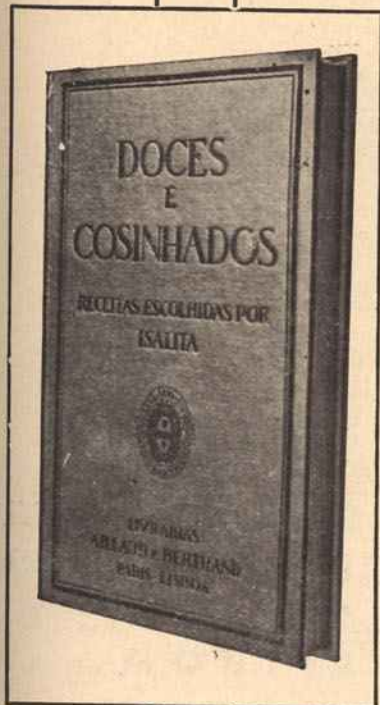 DOCES
E
COSINHADOS
RECEITAS ESCOLHIDAS POR
ISALITA
LIVRARIAS
AILLAUD E BERTRAND
PARIS-LISBOA